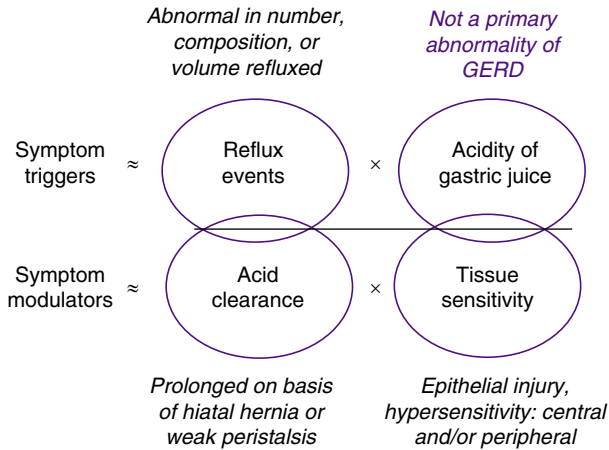 Abnormal in number,
composition, or
volume refluxed
Not a primary
abnormality of
GERD
Symptom
triggers
≈
Reflux
events
×
Acidity of
gastric juice
Symptom
modulators
≈
Acid
clearance
×
Tissue
sensitivity
Prolonged on basis
of hiatal hernia or
weak peristalsis
Epithelial injury,
hypersensitivity: central
and/or peripheral